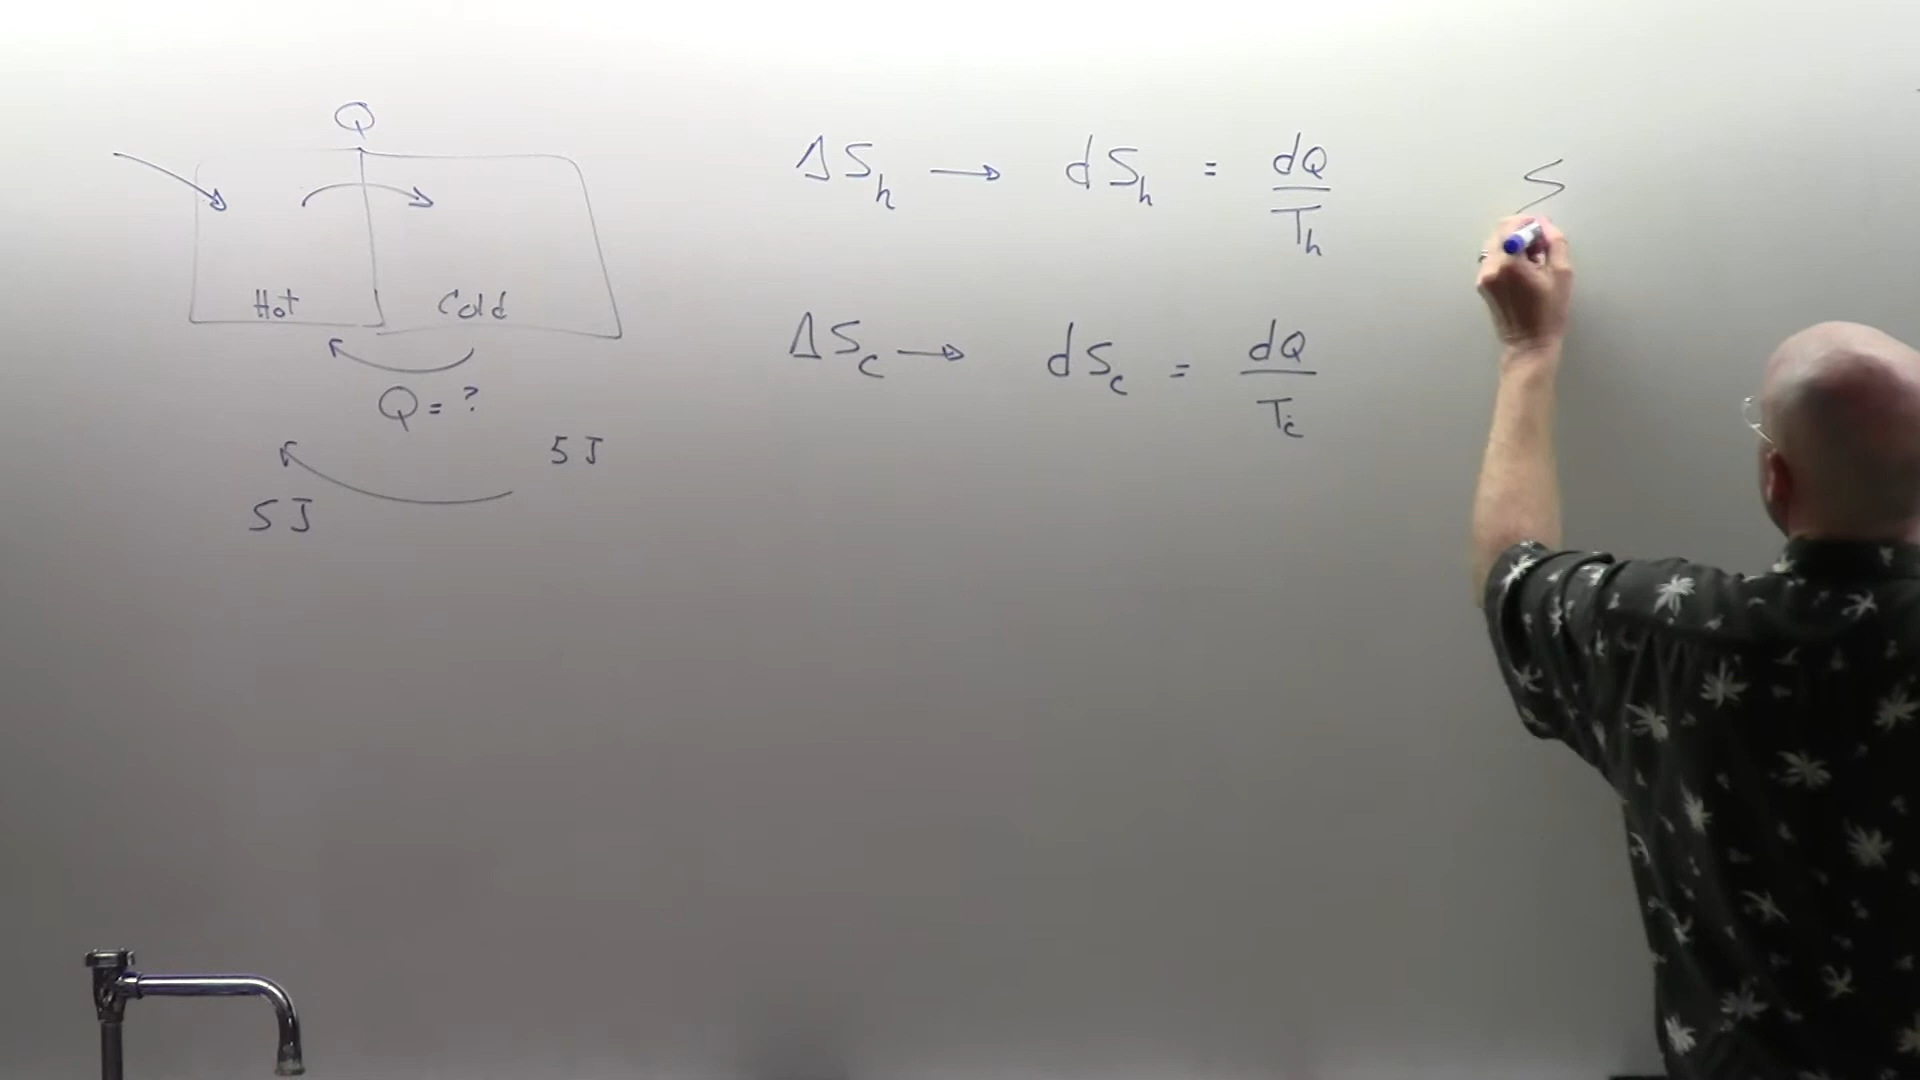 Q
Hot Cold
Q = ?
5 J
5 J
ΔS_h → dS_h = dQ/T_h
ΔS_c → dS_c = dQ/T_c
S